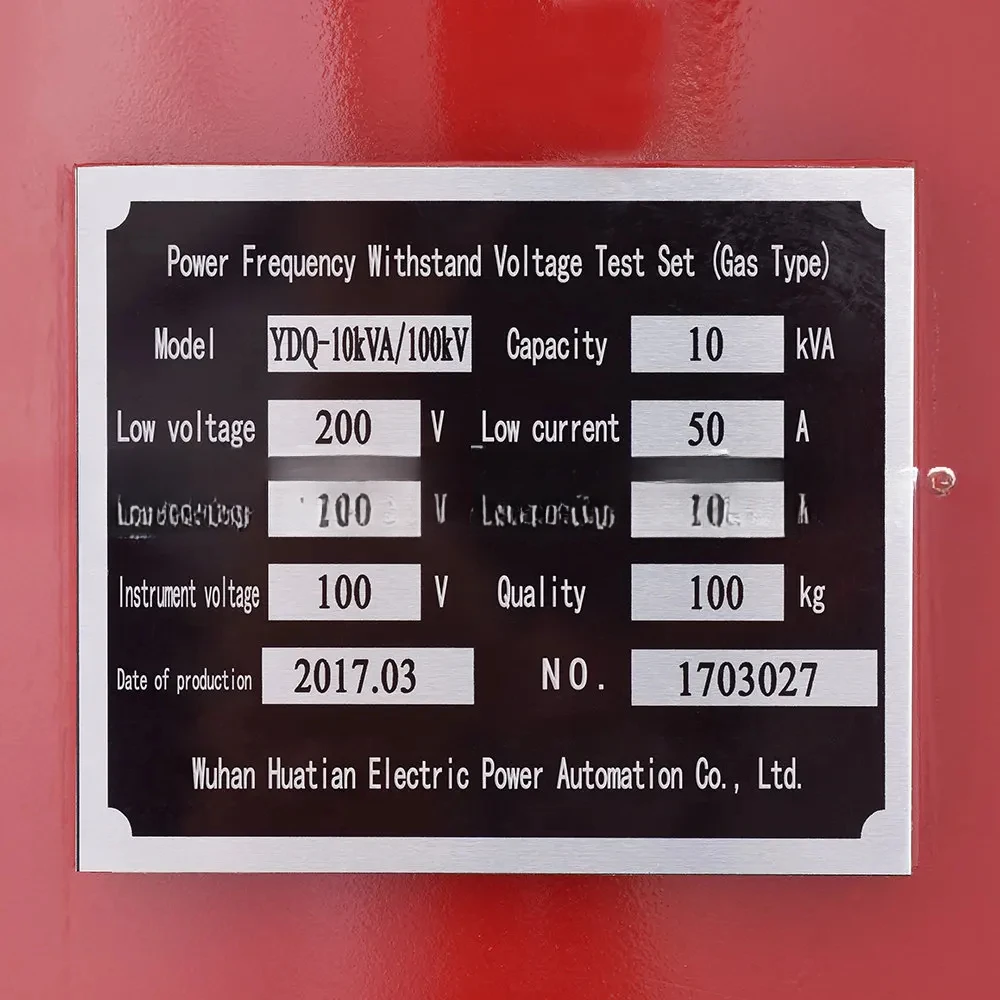 Power Frequency Withstand Voltage Test Set (Gas Type)
Model YDQ-10kVA/100kV Capacity 10 kVA
Low voltage 200 V Low current 50 A
V
Instrument voltage 100 V Quality 100 kg
Date of production 2017.03 NO. 1703027
Wuhan Huatian Electric Power Automation Co., Ltd.